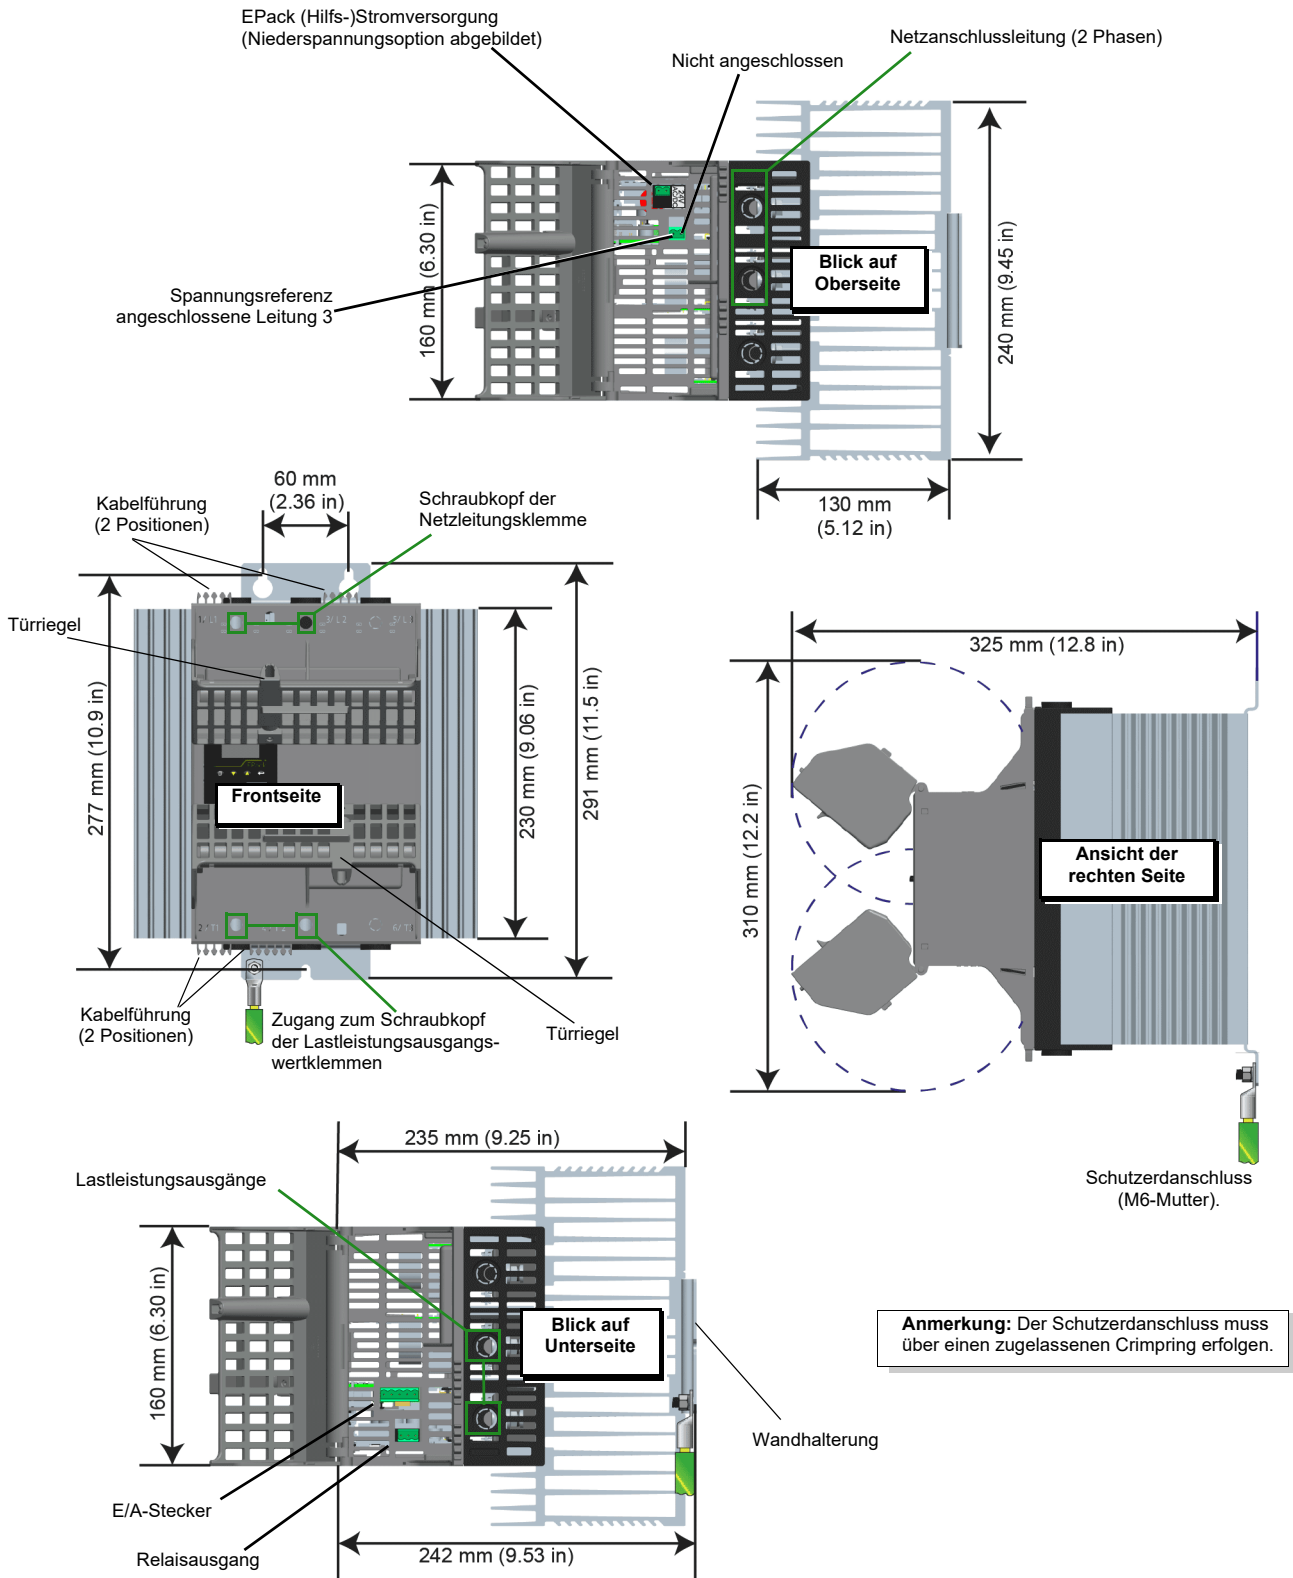 EPack (Hilfs-)Stromversorgung
(Niederspannungsoption abgebildet)
Netzanschlussleitung (2 Phasen)
Nicht angeschlossen
Spannungsreferenz
angeschlossene Leitung 3
160 mm (6.30 in)
Blick auf
Oberseite
240 mm (9.45 in)
130 mm
(5.12 in)
60 mm
(2.36 in)
Kabelführung
(2 Positionen)
Schraubkopf der
Netzleitungsklemme
Türriegel
277 mm (10.9 in)
Frontseite
230 mm (9.06 in)
291 mm (11.5 in)
Kabelführung
(2 Positionen)
Zugang zum Schraubkopf
der Lastleistungsausgangs-
wertklemmen
Türriegel
325 mm (12.8 in)
310 mm (12.2 in)
Ansicht der
rechten Seite
Schutzerdanschluss
(M6-Mutter).
235 mm (9.25 in)
Lastleistungsausgänge
160 mm (6.30 in)
Blick auf
Unterseite
Anmerkung: Der Schutzerdanschluss muss
über einen zugelassenen Crimpring erfolgen.
Wandhalterung
E/A-Stecker
Relaisausgang
242 mm (9.53 in)